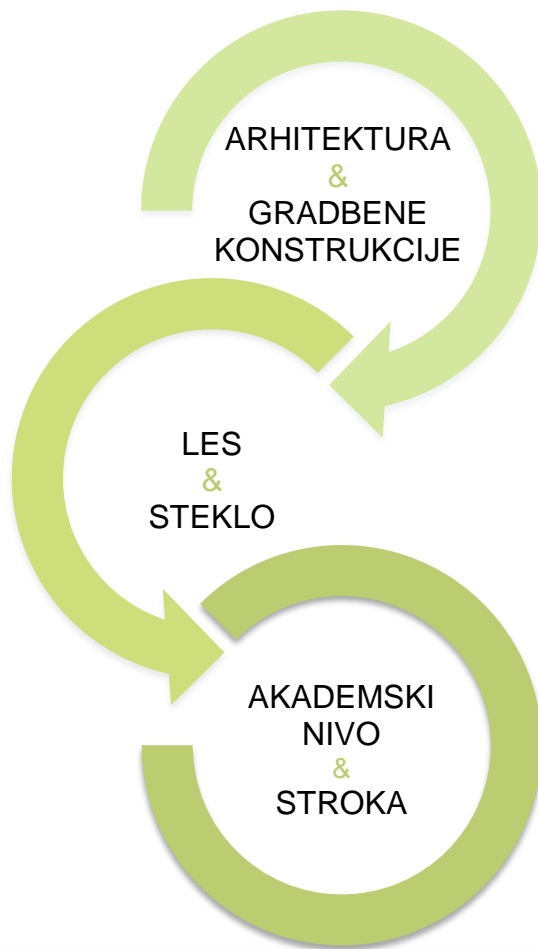 ARHITEKTURA
&
GRADBENE
KONSTRUKCIJE
LES
&
STEKLO
AKADEMSKI
NIVO
&
STROKA